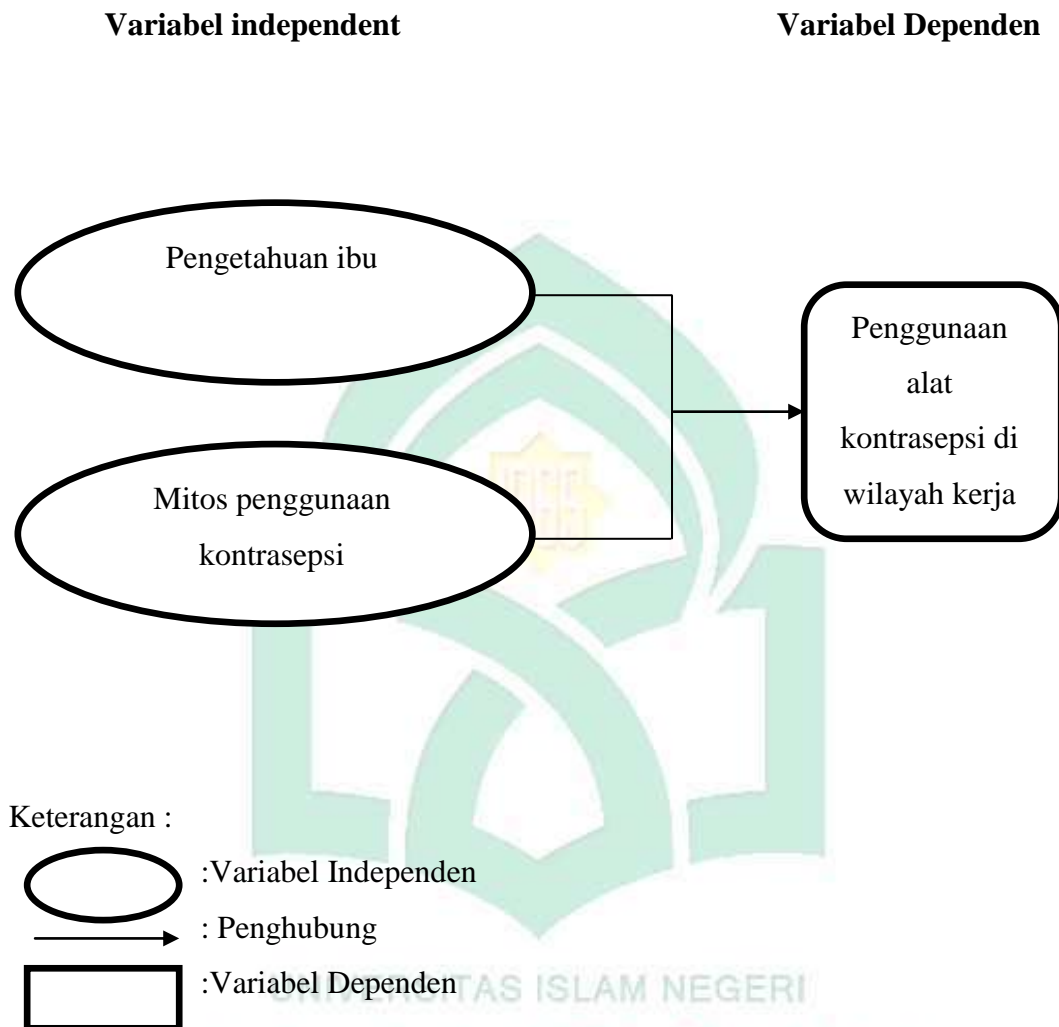 Variabel independent
Variabel Dependen
Pengetahuan ibu
Mitos penggunaan
kontrasepsi
Penggunaan
alat
kontrasepsi di
wilayah kerja
Keterangan :
:Variabel Independen
: Penghubung
:Variabel Dependen
UNIVERSITAS ISLAM NEGERI